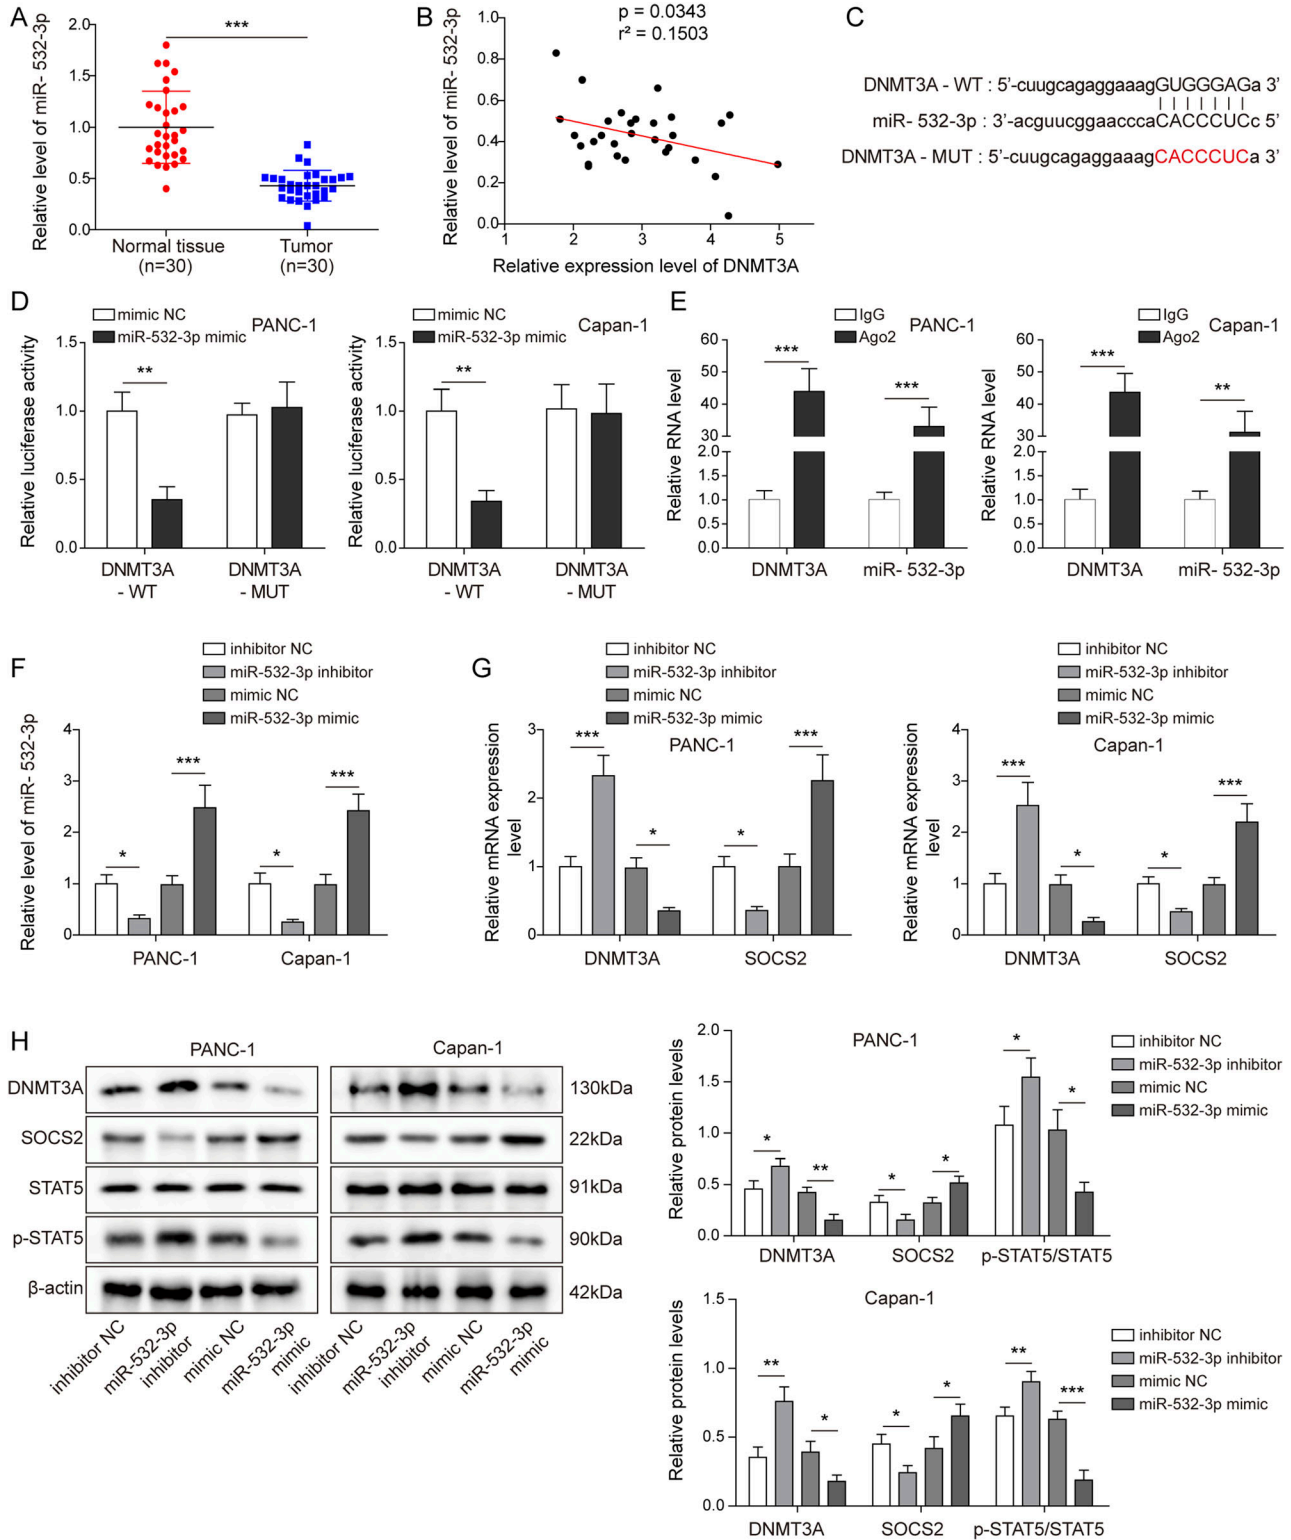 A
Relative level of miR- 532-3p
2.0
1.5
1.0
0.5
0.0
***
Normal tissue
(n=30)
Tumor
(n=30)
B
Relative level of miR- 532-3p
1.0
0.8
0.6
0.4
0.2
0.0
p = 0.0343
r² = 0.1503
1 2 3 4 5
Relative expression level of DNMT3A
C
DNMT3A - WT : 5’-cuugcagaggaaagGUGGGAGa 3’
miR- 532-3p : 3’-acguucggaacccaCACCCUCc 5’
DNMT3A - MUT : 5’-cuugcagaggaaagCACCCUCa 3’
D
mimic NC
miR-532-3p mimic
PANC-1
Relative luciferase activity
1.5
1.0
0.5
0.0
**
DNMT3A
- WT
DNMT3A
- MUT
mimic NC
miR-532-3p mimic
Capan-1
Relative luciferase activity
1.5
1.0
0.5
0.0
**
DNMT3A
- WT
DNMT3A
- MUT
E
IgG
Ago2
PANC-1
Relative RNA level
60
50
40
30
2.0
1.5
1.0
0.5
0.0
***
***
DNMT3A
miR- 532-3p
IgG
Ago2
Capan-1
Relative RNA level
60
50
40
30
2.0
1.5
1.0
0.5
0.0
***
**
DNMT3A
miR- 532-3p
F
inhibitor NC
miR-532-3p inhibitor
mimic NC
miR-532-3p mimic
Relative level of miR- 532-3p
4
3
2
1
0
*
***
*
***
PANC-1
Capan-1
G
inhibitor NC
miR-532-3p inhibitor
mimic NC
miR-532-3p mimic
PANC-1
Relative mRNA expression
level
3
2
1
0
***
*
*
***
DNMT3A
SOCS2
inhibitor NC
miR-532-3p inhibitor
mimic NC
miR-532-3p mimic
Capan-1
Relative mRNA expression
level
4
3
2
1
0
***
*
*
***
DNMT3A
SOCS2
H
PANC-1
Capan-1
DNMT3A
130kDa
SOCS2
22kDa
STAT5
91kDa
p-STAT5
90kDa
β-actin
42kDa
inhibitor NC
miR-532-3p
inhibitor
mimic NC
miR-532-3p
mimic
inhibitor NC
miR-532-3p
inhibitor
mimic NC
miR-532-3p
mimic
PANC-1
Relative protein levels
2.0
1.5
1.0
0.5
0.0
*
**
*
*
*
*
DNMT3A
SOCS2
p-STAT5/STAT5
inhibitor NC
miR-532-3p inhibitor
mimic NC
miR-532-3p mimic
Capan-1
Relative protein levels
1.5
1.0
0.5
0.0
**
*
*
*
**
***
DNMT3A
SOCS2
p-STAT5/STAT5
inhibitor NC
miR-532-3p inhibitor
mimic NC
miR-532-3p mimic